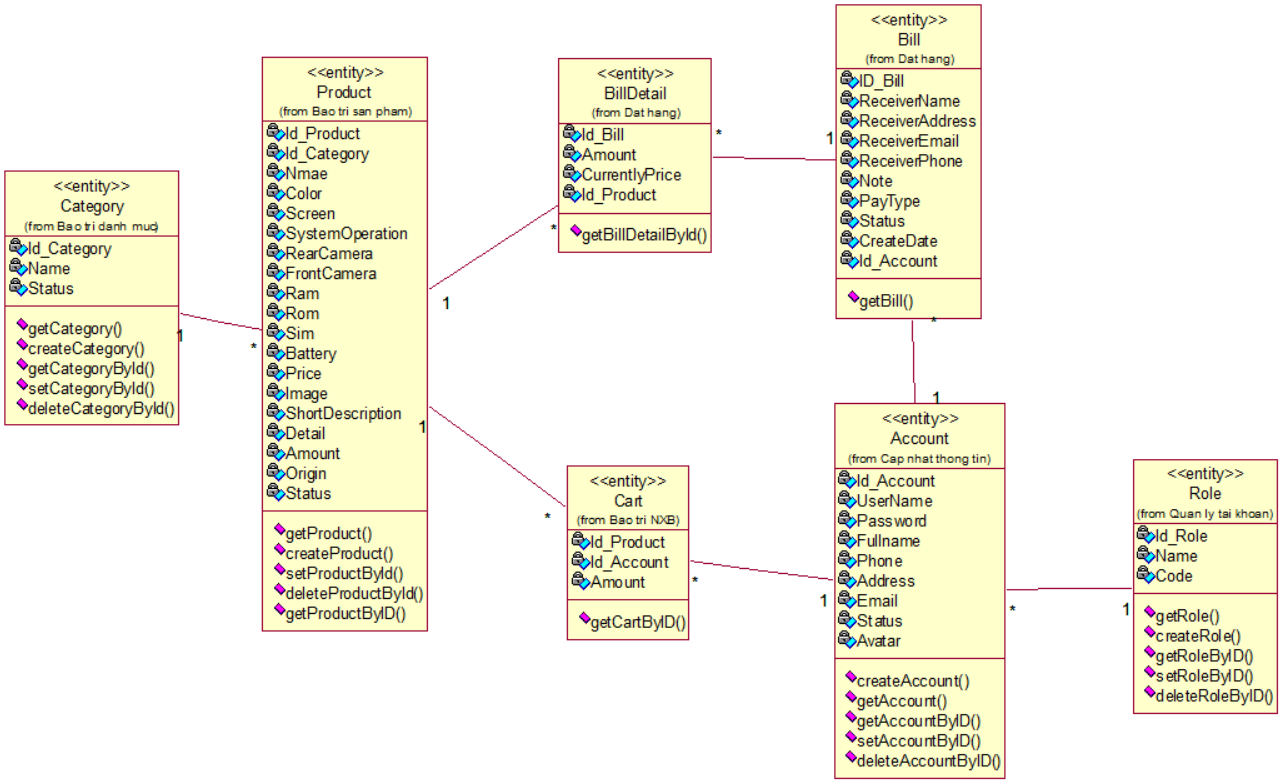 <<entity>>
Category
(from Bao tri danh muc)
Id_Category
Name
Status
getCategory()
createCategory()
getCategoryById()
setCategoryById()
deleteCategoryById()
1
*
<<entity>>
Product
(from Bao tri san pham)
Id_Product
Id_Category
Nmae
Color
Screen
SystemOperation
RearCamera
FrontCamera
Ram
Rom
Sim
Battery
Price
Image
ShortDescription
Detail
Amount
Origin
Status
getProduct()
createProduct()
setProductById()
deleteProductById()
getProductByID()
1
*
1
*
<<entity>>
BillDetail
(from Dat hang)
Id_Bill
Amount
CurrentlyPrice
Id_Product
getBillDetailById()
*
1
<<entity>>
Cart
(from Bao tri NXB)
Id_Product
Id_Account
Amount
getCartByID()
*
1
<<entity>>
Bill
(from Dat hang)
ID_Bill
ReceiverName
ReceiverAddress
ReceiverEmail
ReceiverPhone
Note
PayType
Status
CreateDate
Id_Account
getBill()
*
1
<<entity>>
Account
(from Cap nhat thong tin)
Id_Account
UserName
Password
Fullname
Phone
Address
Email
Status
Avatar
createAccount()
getAccount()
getAccountByID()
setAccountByID()
deleteAccountByID()
*
1
<<entity>>
Role
(from Quan ly tai khoan)
Id_Role
Name
Code
getRole()
createRole()
getRoleByID()
setRoleByID()
deleteRoleByID()